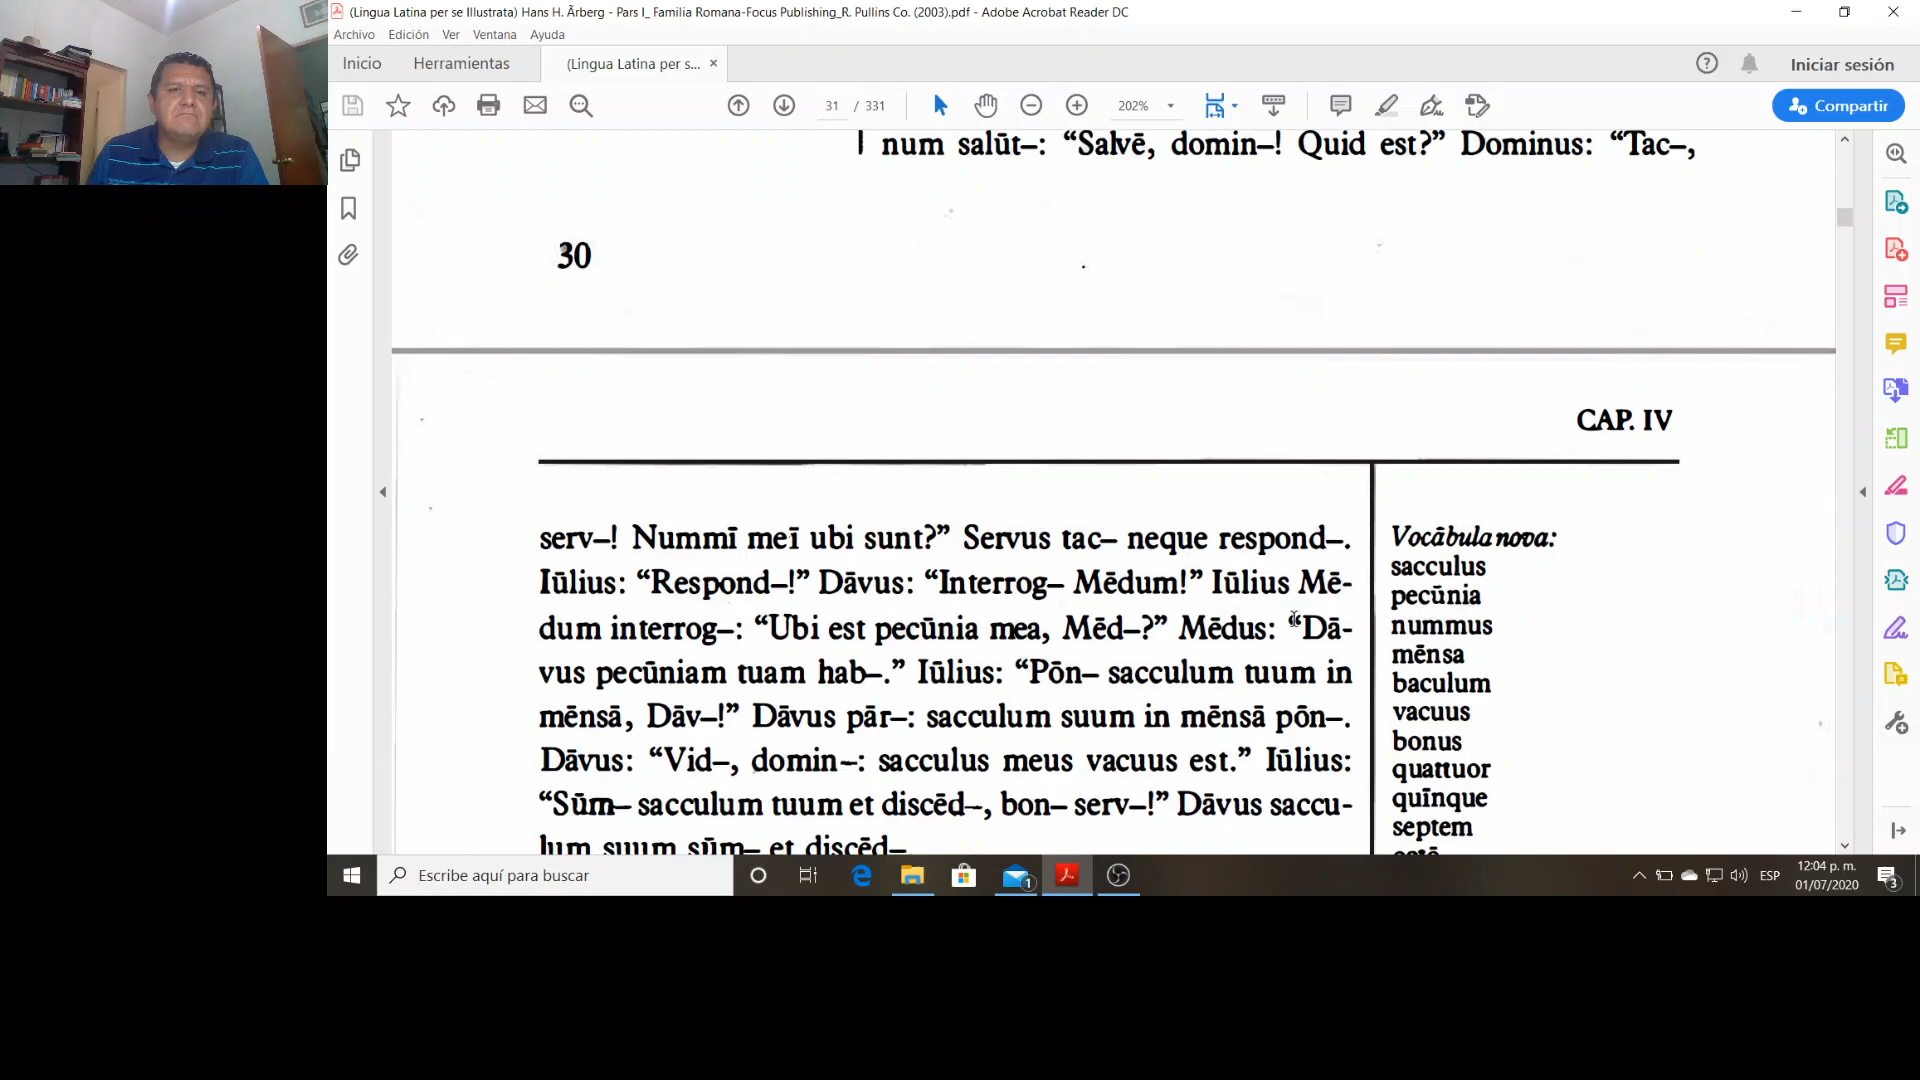 (Lingua Latina per se Illustrata) Hans H. Ãrberg - Pars I_ Familia Romana-Focus Publishing_R. Pullins Co. (2003).pdf - Adobe Acrobat Reader DC
Archivo Edición Ver Ventana Ayuda
Inicio Herramientas (Lingua Latina per s... × Iniciar sesión
31 / 331 202% Compartir
num salūt–: “Salvē, domin–! Quid est?” Dominus: “Tac–,
30
CAP. IV
serv–! Nummī meī ubi sunt?” Servus tac– neque respond–.
Iūlius: “Respond–!” Dāvus: “Interrog– Mēdum!” Iūlius Mē-
dum interrog–: “Ubi est pecūnia mea, Mēd–?” Mēdus: “Dā-
vus pecūniam tuam hab–.” Iūlius: “Pōn– sacculum tuum in
mēnsā, Dāv–!” Dāvus pār–: sacculum suum in mēnsā pōn–.
Dāvus: “Vid–, domin–: sacculus meus vacuus est.” Iūlius:
“Sūm– sacculum tuum et discēd–, bon– serv–!” Dāvus saccu-
lum suum sūm– et discēd–
Vocābula nova:
sacculus
pecūnia
nummus
mēnsa
baculum
vacuus
bonus
quattuor
quīnque
septem
Escribe aquí para buscar
1
ESP
12:04 p. m.
01/07/2020
3